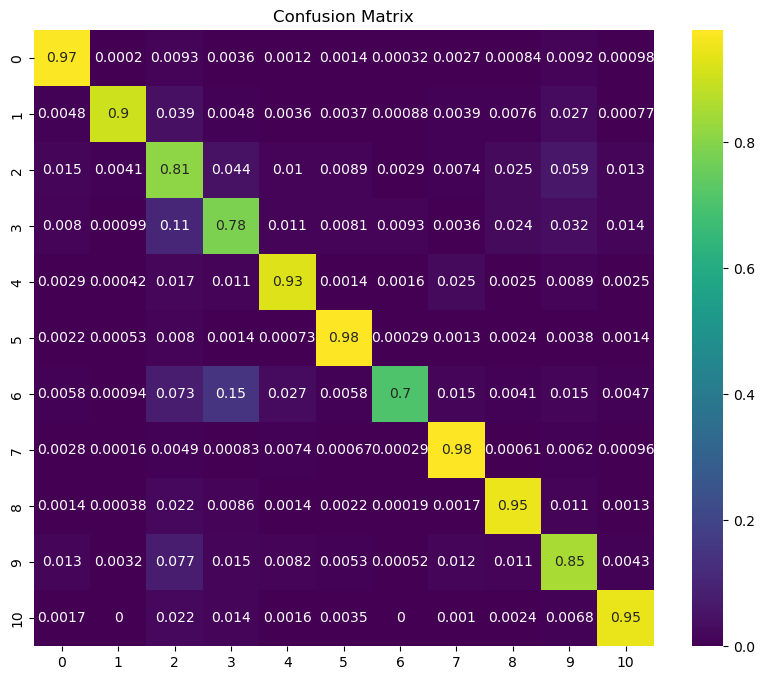 Confusion Matrix
0 0.97 0.0002 0.0093 0.0036 0.0012 0.0014 0.00032 0.0027 0.00084 0.0092 0.00098
1 0.0048 0.9 0.039 0.0048 0.0036 0.0037 0.00088 0.0039 0.0076 0.027 0.00077
2 0.015 0.0041 0.81 0.044 0.01 0.0089 0.0029 0.0074 0.025 0.059 0.013
3 0.008 0.00099 0.11 0.78 0.011 0.0081 0.0093 0.0036 0.024 0.032 0.014
4 0.0029 0.00042 0.017 0.011 0.93 0.0014 0.0016 0.025 0.0025 0.0089 0.0025
5 0.0022 0.00053 0.008 0.0014 0.00073 0.98 0.00029 0.0013 0.0024 0.0038 0.0014
6 0.0058 0.00094 0.073 0.15 0.027 0.0058 0.7 0.015 0.0041 0.015 0.0047
7 0.0028 0.00016 0.0049 0.00083 0.0074 0.00067 0.00029 0.98 0.00061 0.0062 0.00096
8 0.0014 0.00038 0.022 0.0086 0.0014 0.0022 0.00019 0.0017 0.95 0.011 0.0013
9 0.013 0.0032 0.077 0.015 0.0082 0.0053 0.00052 0.012 0.011 0.85 0.0043
10 0.0017 0 0.022 0.014 0.0016 0.0035 0 0.001 0.0024 0.0068 0.95
0 1 2 3 4 5 6 7 8 9 10
0.8
0.6
0.4
0.2
0.0